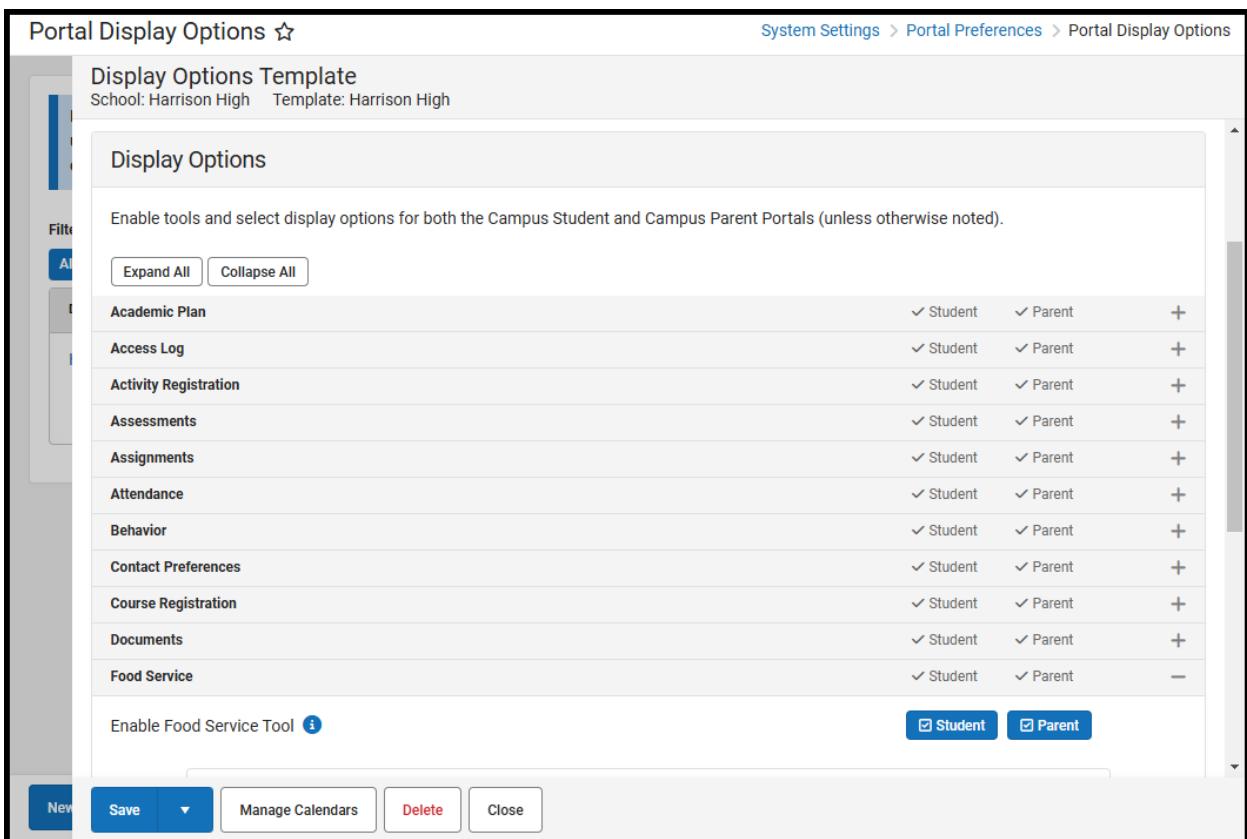 Portal Display Options
System Settings > Portal Preferences > Portal Display Options
Display Options Template
School: Harrison High Template: Harrison High
Display Options
Enable tools and select display options for both the Campus Student and Campus Parent Portals (unless otherwise noted).
Expand All Collapse All
Academic Plan Student Parent
Access Log Student Parent
Activity Registration Student Parent
Assessments Student Parent
Assignments Student Parent
Attendance Student Parent
Behavior Student Parent
Contact Preferences Student Parent
Course Registration Student Parent
Documents Student Parent
Food Service Student Parent
Enable Food Service Tool Student Parent
New Save Manage Calendars Delete Close